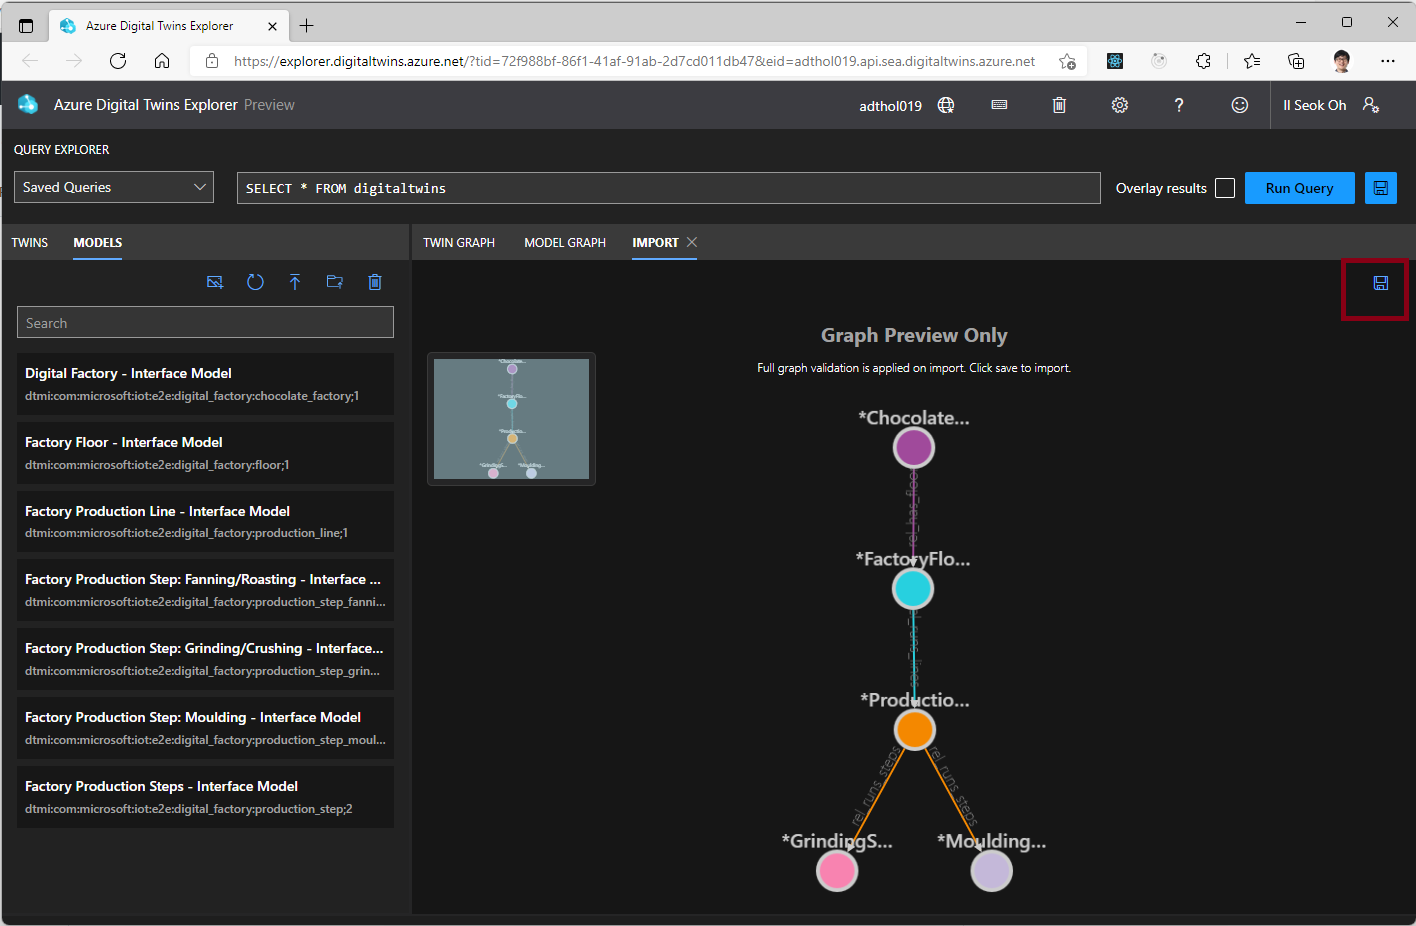 Azure Digital Twins Explorer
https://explorer.digitaltwins.azure.net/?tid=72f988bf-86f1-41af-91ab-2d7cd011db47&eid=adthol019.api.sea.digitaltwins.azure.net
Azure Digital Twins Explorer Preview
adthol019
Il Seok Oh
QUERY EXPLORER
Saved Queries
SELECT * FROM digitaltwins
Overlay results
Run Query
TWINS MODELS
TWIN GRAPH MODEL GRAPH IMPORT
Search
Digital Factory - Interface Model
dtmi:com:microsoft:iot:e2e:digital_factory:chocolate_factory;1
Factory Floor - Interface Model
dtmi:com:microsoft:iot:e2e:digital_factory:floor;1
Factory Production Line - Interface Model
dtmi:com:microsoft:iot:e2e:digital_factory:production_line;1
Factory Production Step: Fanning/Roasting - Interface ...
dtmi:com:microsoft:iot:e2e:digital_factory:production_step_fanni...
Factory Production Step: Grinding/Crushing - Interface...
dtmi:com:microsoft:iot:e2e:digital_factory:production_step_grin...
Factory Production Step: Moulding - Interface Model
dtmi:com:microsoft:iot:e2e:digital_factory:production_step_moul...
Factory Production Steps - Interface Model
dtmi:com:microsoft:iot:e2e:digital_factory:production_step;2
Graph Preview Only
Full graph validation is applied on import. Click save to import.
*Chocolate...
rel_has_floo
*FactoryFlo...
*Productio...
rel_runs_steps
rel_runs_steps
*GrindingS...
*Moulding...